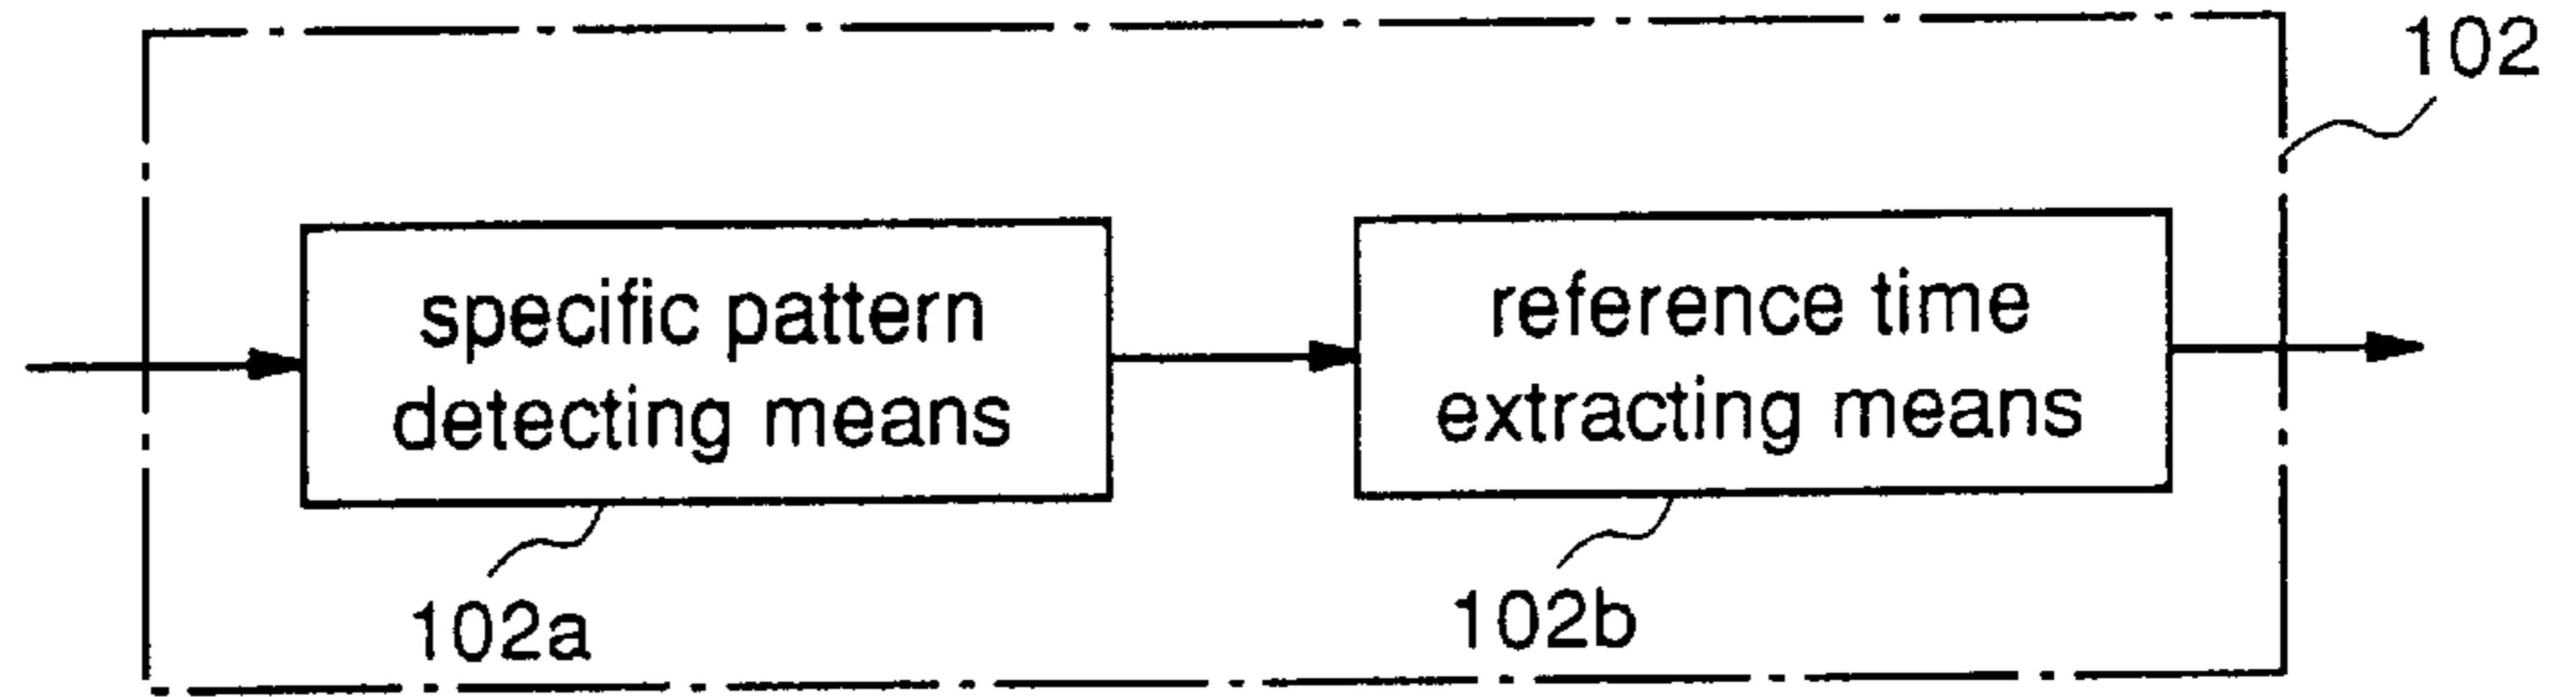 102
specific pattern
detecting means
reference time
extracting means
102a
102b